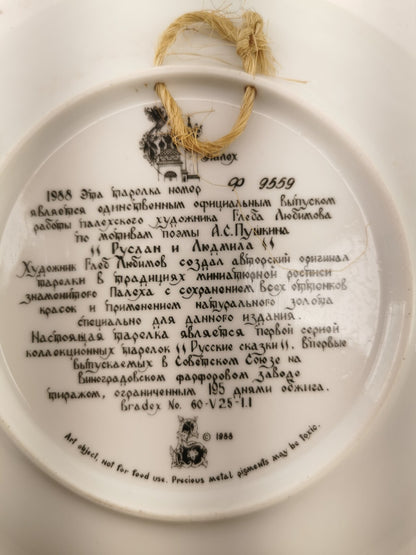 Палех
1988 Эта тарелка номер Ф 9559
является единственным официальным выпуском
работы палехского художника Глеба Любимова
по мотивам поэмы А.С.Пушкина
"Руслан и Людмила"
Художник Глеб Любимов создал авторский оригинал
тарелки в традициях миниатюрной росписи
знаменитого Палеха с сохранением всех оттенков
красок и применением натурального золота
специально для данного издания.
Настоящая тарелка является первой серией
коллекционных тарелок "Русские сказки". Впервые
выпускаемых в Советском Союзе на
Виноградовском фарфоровом заводе
тиражом, ограниченным 195 днями обжига.
Bradex No. 60-V25-1.1
© 1988
Art object, not for food use. Precious metal pigments may be toxic.